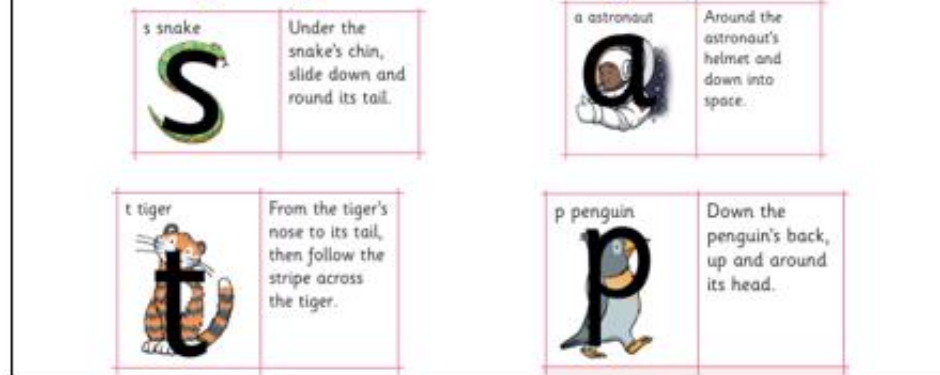 s snake
s
Under the
snake's chin,
slide down and
round its tail.
a astronaut
a
Around the
astronaut's
helmet and
down into
space.
t tiger
t
From the tiger's
nose to its tail,
then follow the
stripe across
the tiger.
p penguin
p
Down the
penguin's back,
up and around
its head.